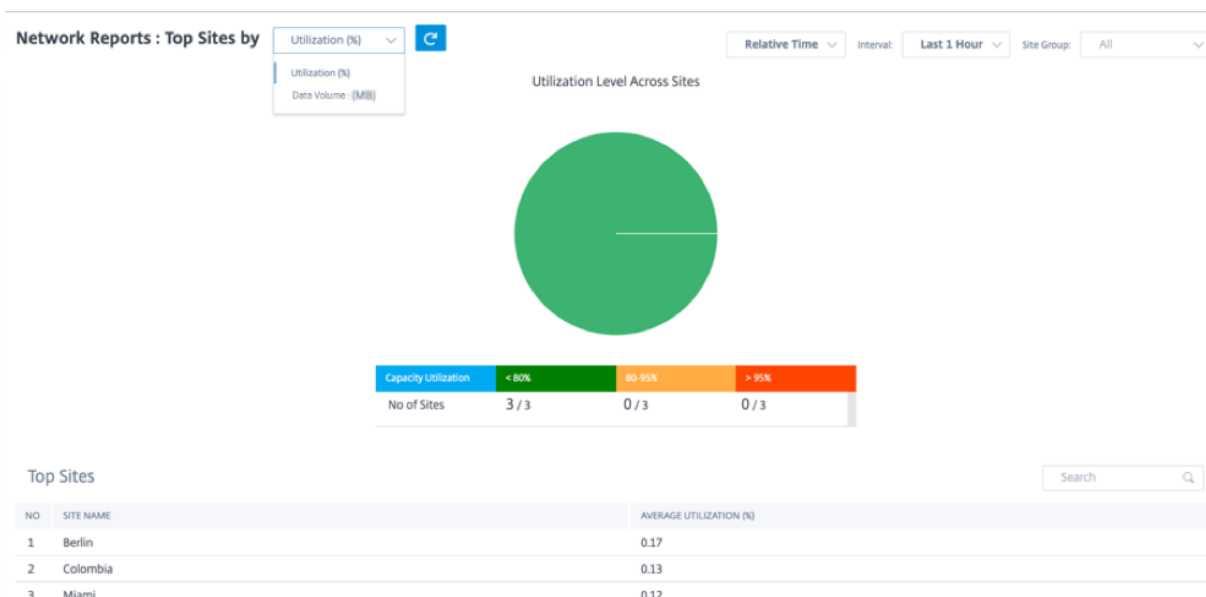 Network Reports : Top Sites by Utilization (%) Relative Time Interval: Last 1 Hour Site Group: All
Utilization (%)
Data Volume (MB)
Utilization Level Across Sites
Capacity Utilization < 80% 80-95% > 95%
No of Sites 3 / 3 0 / 3 0 / 3
Top Sites Search
NO SITE NAME AVERAGE UTILIZATION (%)
1 Berlin 0.17
2 Colombia 0.13
3 Miami 0.12